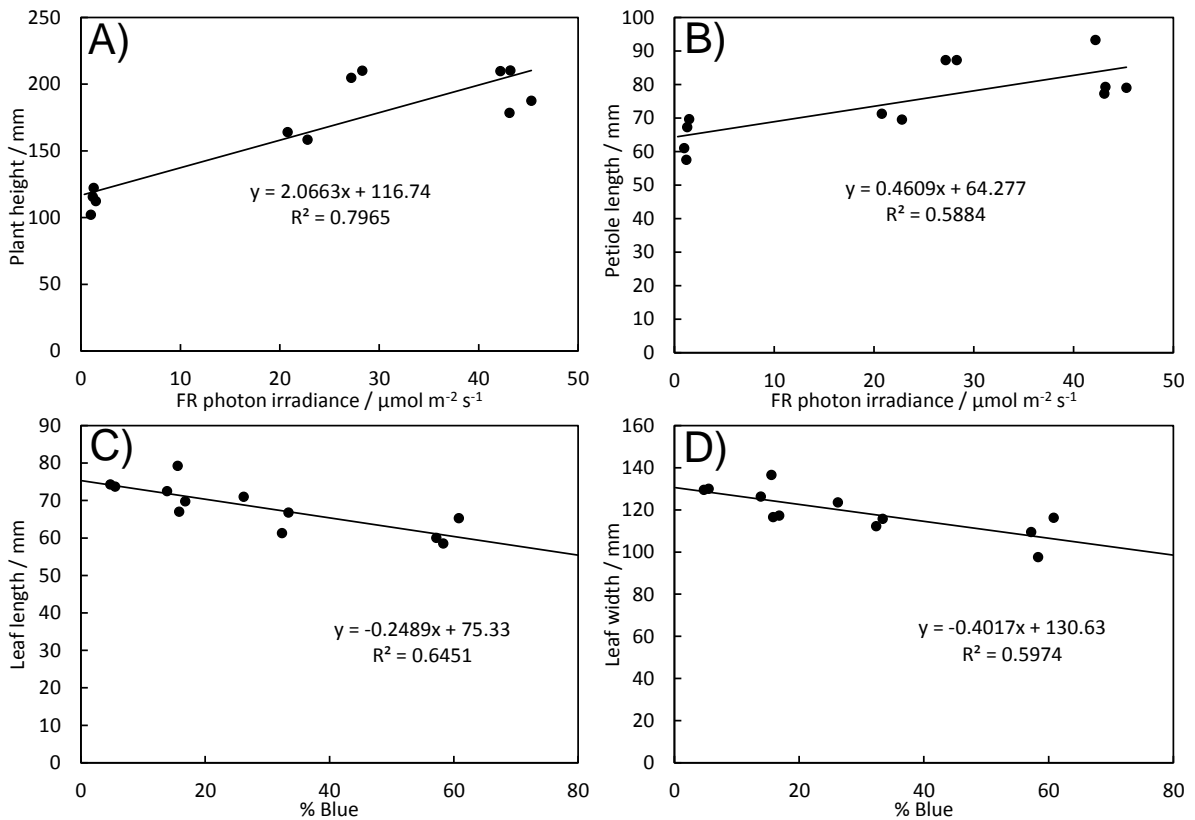 A)
250
200
150
100
50
0
Plant height / mm
y = 2.0663x + 116.74
R² = 0.7965
0 10 20 30 40 50
FR photon irradiance / µmol m⁻² s⁻¹
B)
100
90
80
70
60
50
40
30
20
10
0
Petiole length / mm
y = 0.4609x + 64.277
R² = 0.5884
0 10 20 30 40 50
FR photon irradiance / µmol m⁻² s⁻¹
C)
90
80
70
60
50
40
30
20
10
0
Leaf length / mm
y = -0.2489x + 75.33
R² = 0.6451
0 20 40 60 80
% Blue
D)
160
140
120
100
80
60
40
20
0
Leaf width / mm
y = -0.4017x + 130.63
R² = 0.5974
0 20 40 60 80
% Blue